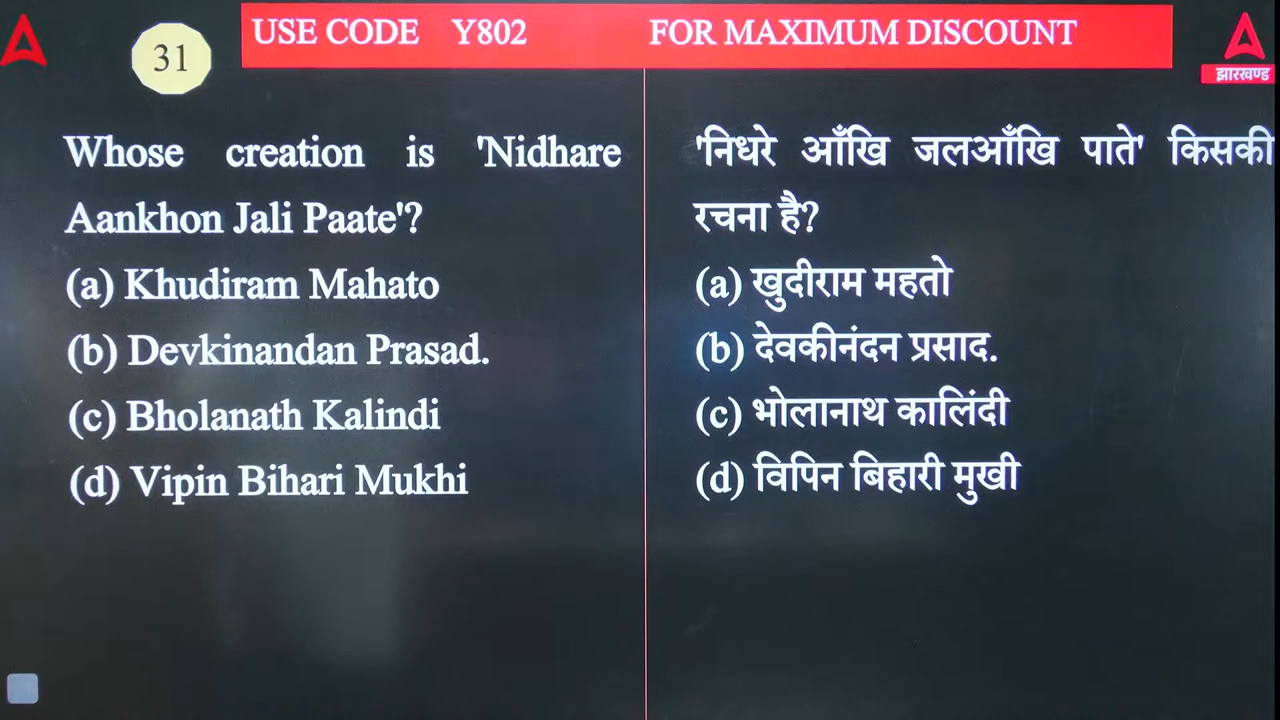 USE CODE Y802 FOR MAXIMUM DISCOUNT
31
झारखण्ड
Whose creation is 'Nidhare
Aankhon Jali Paate'?
(a) Khudiram Mahato
(b) Devkinandan Prasad.
(c) Bholanath Kalindi
(d) Vipin Bihari Mukhi
'निधरे आँखि जलआँखि पाते' किसकी
रचना है?
(a) खुदीराम महतो
(b) देवकीनंदन प्रसाद.
(c) भोलानाथ कालिंदी
(d) विपिन बिहारी मुखी